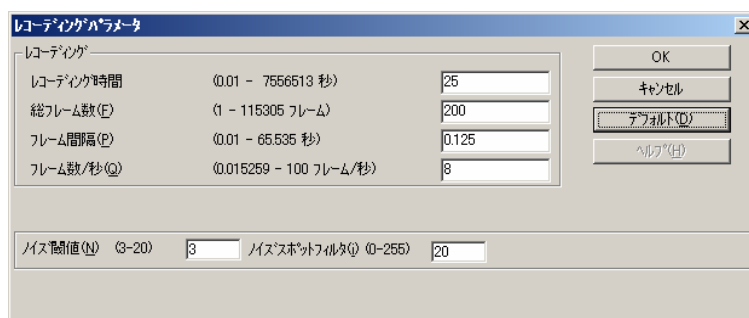 レコーディングパラメータ
レコーディング
レコーディング時間 (0.01 - 7556513 秒) 25
総フレーム数(F) (1 - 115305 フレーム) 200
フレーム間隔(P) (0.01 - 65.535 秒) 0.125
フレーム数/秒(Q) (0.015259 - 100 フレーム/秒) 8
OK
キャンセル
デフォルト(D)
ヘルプ(H)
ノイズ閾値(N) (3-20) 3 ノイズスポットフィルタ(i) (0-255) 20